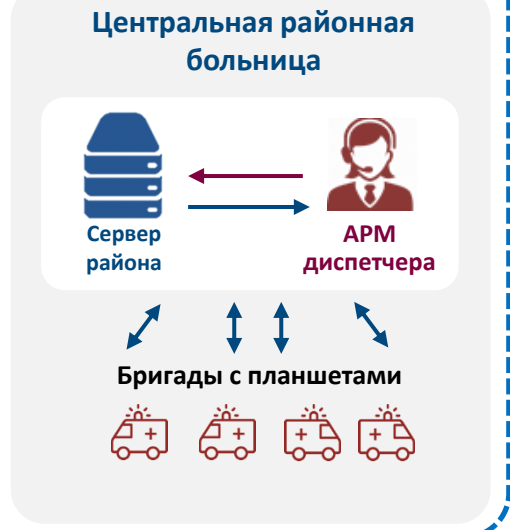 Центральная районная
больница
Сервер
района
АРМ
диспетчера
Бригады с планшетами